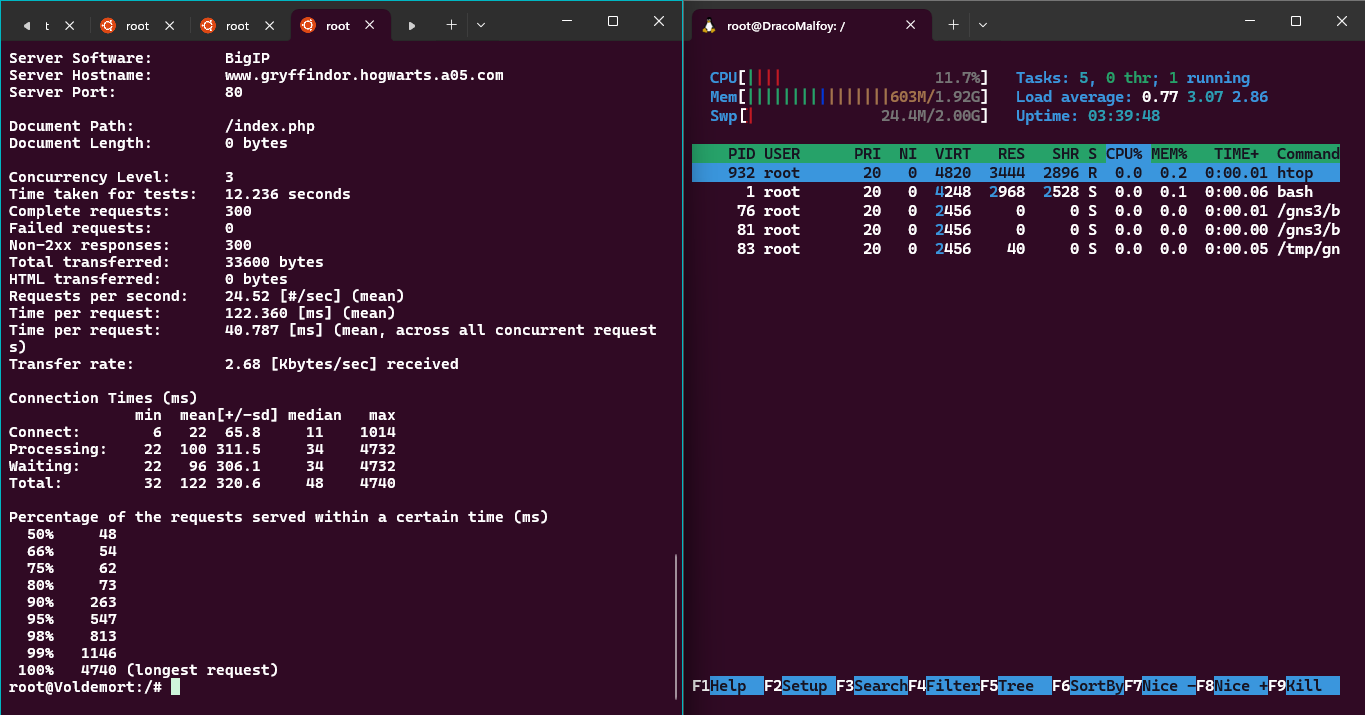 t
root
root
root
Server Software:        BigIP
Server Hostname:        www.gryffindor.hogwarts.a05.com
Server Port:            80
Document Path:          /index.php
Document Length:        0 bytes
Concurrency Level:      3
Time taken for tests:   12.236 seconds
Complete requests:      300
Failed requests:        0
Non-2xx responses:      300
Total transferred:      33600 bytes
HTML transferred:       0 bytes
Requests per second:    24.52 [#/sec] (mean)
Time per request:       122.360 [ms] (mean)
Time per request:       40.787 [ms] (mean, across all concurrent request
s)
Transfer rate:          2.68 [Kbytes/sec] received
Connection Times (ms)
              min  mean[+/-sd] median   max
Connect:        6   22  65.8     11    1014
Processing:    22  100 311.5     34    4732
Waiting:       22   96 306.1     34    4732
Total:         32  122 320.6     48    4740
Percentage of the requests served within a certain time (ms)
  50%     48
  66%     54
  75%     62
  80%     73
  90%    263
  95%    547
  98%    813
  99%   1146
 100%   4740 (longest request)
root@Voldemort:/#
root@DracoMalfoy: /
CPU[||||                 11.7%]   Tasks: 5, 0 thr; 1 running
Mem[||||||||||||||||603M/1.92G]   Load average: 0.77 3.07 2.86
Swp[|              24.4M/2.00G]   Uptime: 03:39:48
PID USER      PRI  NI  VIRT   RES   SHR S CPU% MEM%   TIME+  Command
932 root       20   0  4820  3444  2896 R  0.0  0.2  0:00.01 htop
1 root       20   0  4248  2968  2528 S  0.0  0.1  0:00.06 bash
76 root       20   0  2456     0     0 S  0.0  0.0  0:00.01 /gns3/b
81 root       20   0  2456     0     0 S  0.0  0.0  0:00.00 /gns3/b
83 root       20   0  2456    40     0 S  0.0  0.0  0:00.05 /tmp/gn
F1Help  F2Setup F3SearchF4FilterF5Tree  F6SortByF7Nice -F8Nice +F9Kill